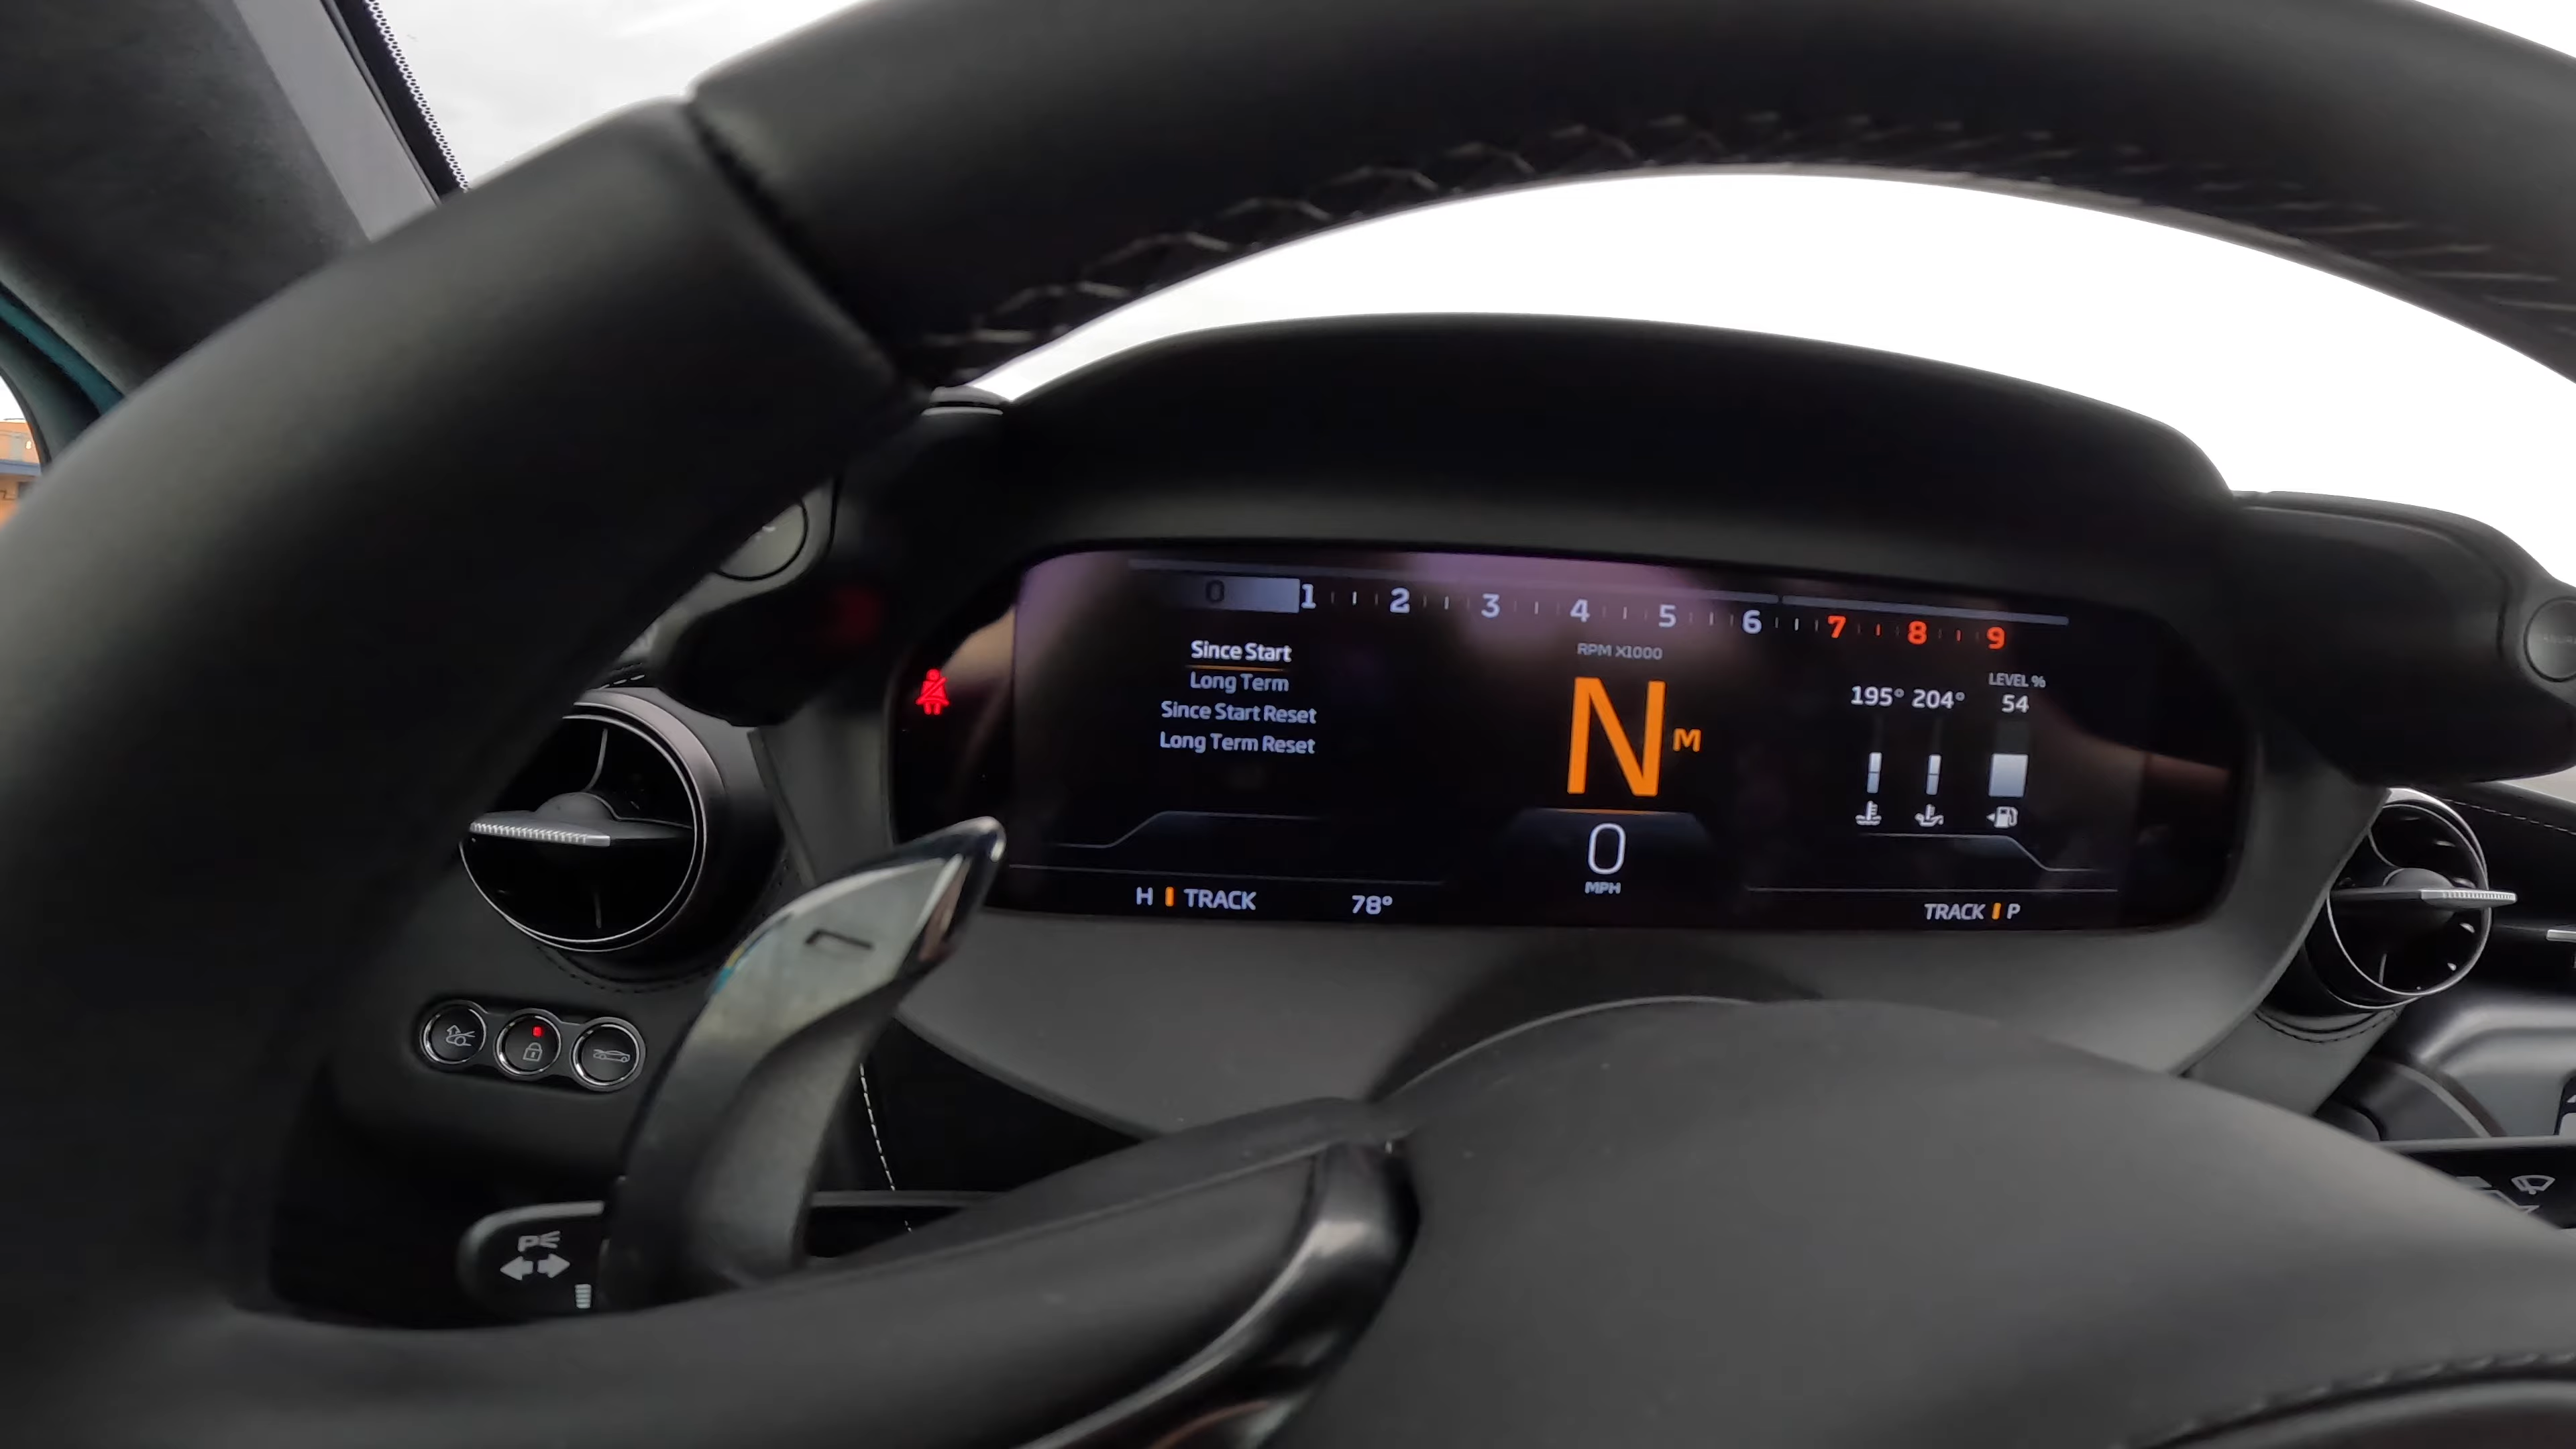 0 1 2 3 4 5 6 7 8 9
RPM X1000
Since Start
Long Term
Since Start Reset
Long Term Reset
N M
0
MPH
LEVEL %
195° 204° 54
H TRACK 78°
TRACK P
P